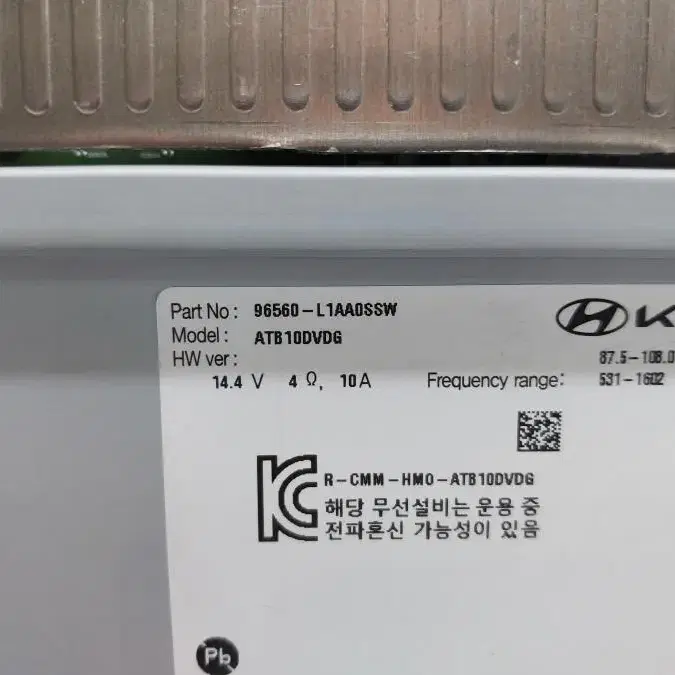 Part No : 96560-L1AA0SSW
Model : ATB10DVDG
HW ver :
87.5-108.0
14.4 V 4 Ω, 10A Frequency range: 531-1602
R-CMM-HMO-ATB10DVDG
해당 무선설비는 운용 중
전파혼신 가능성이 있음
Pb